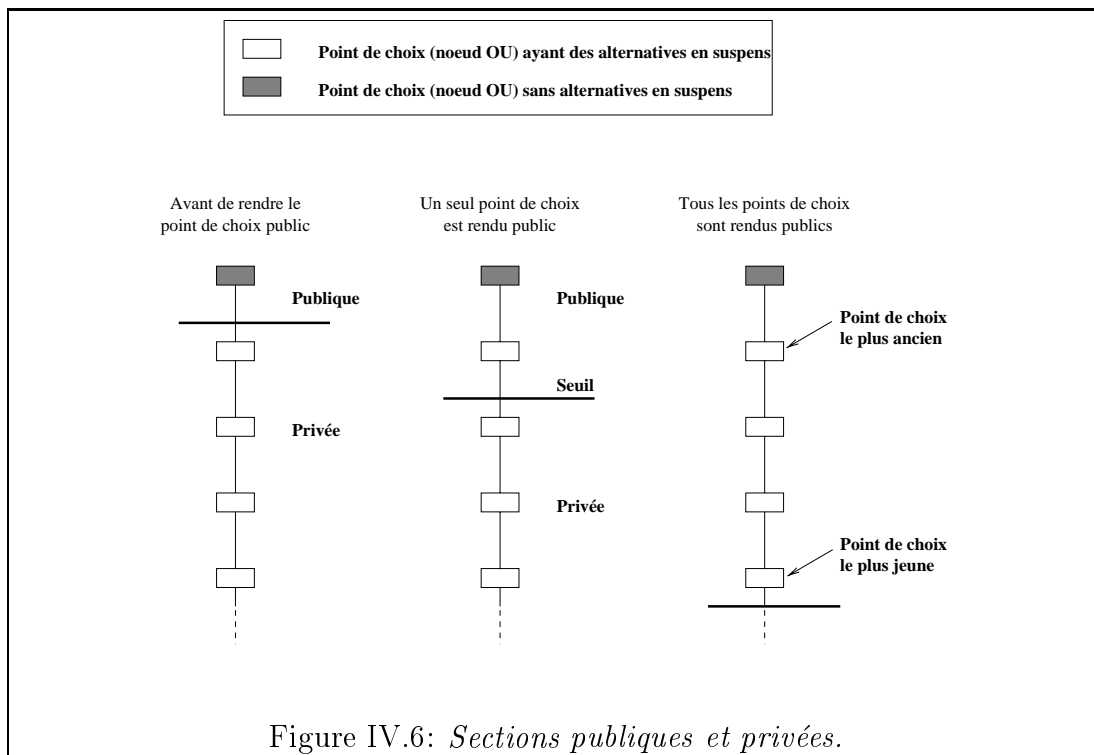 Point de choix (noeud OU) ayant des alternatives en suspens
Point de choix (noeud OU) sans alternatives en suspens
Avant de rendre le
point de choix public
Publique
Privée
Un seul point de choix
est rendu public
Publique
Seuil
Privée
Tous les points de choix
sont rendus publics
Point de choix
le plus ancien
Point de choix
le plus jeune
Figure IV.6: Sections publiques et privées.